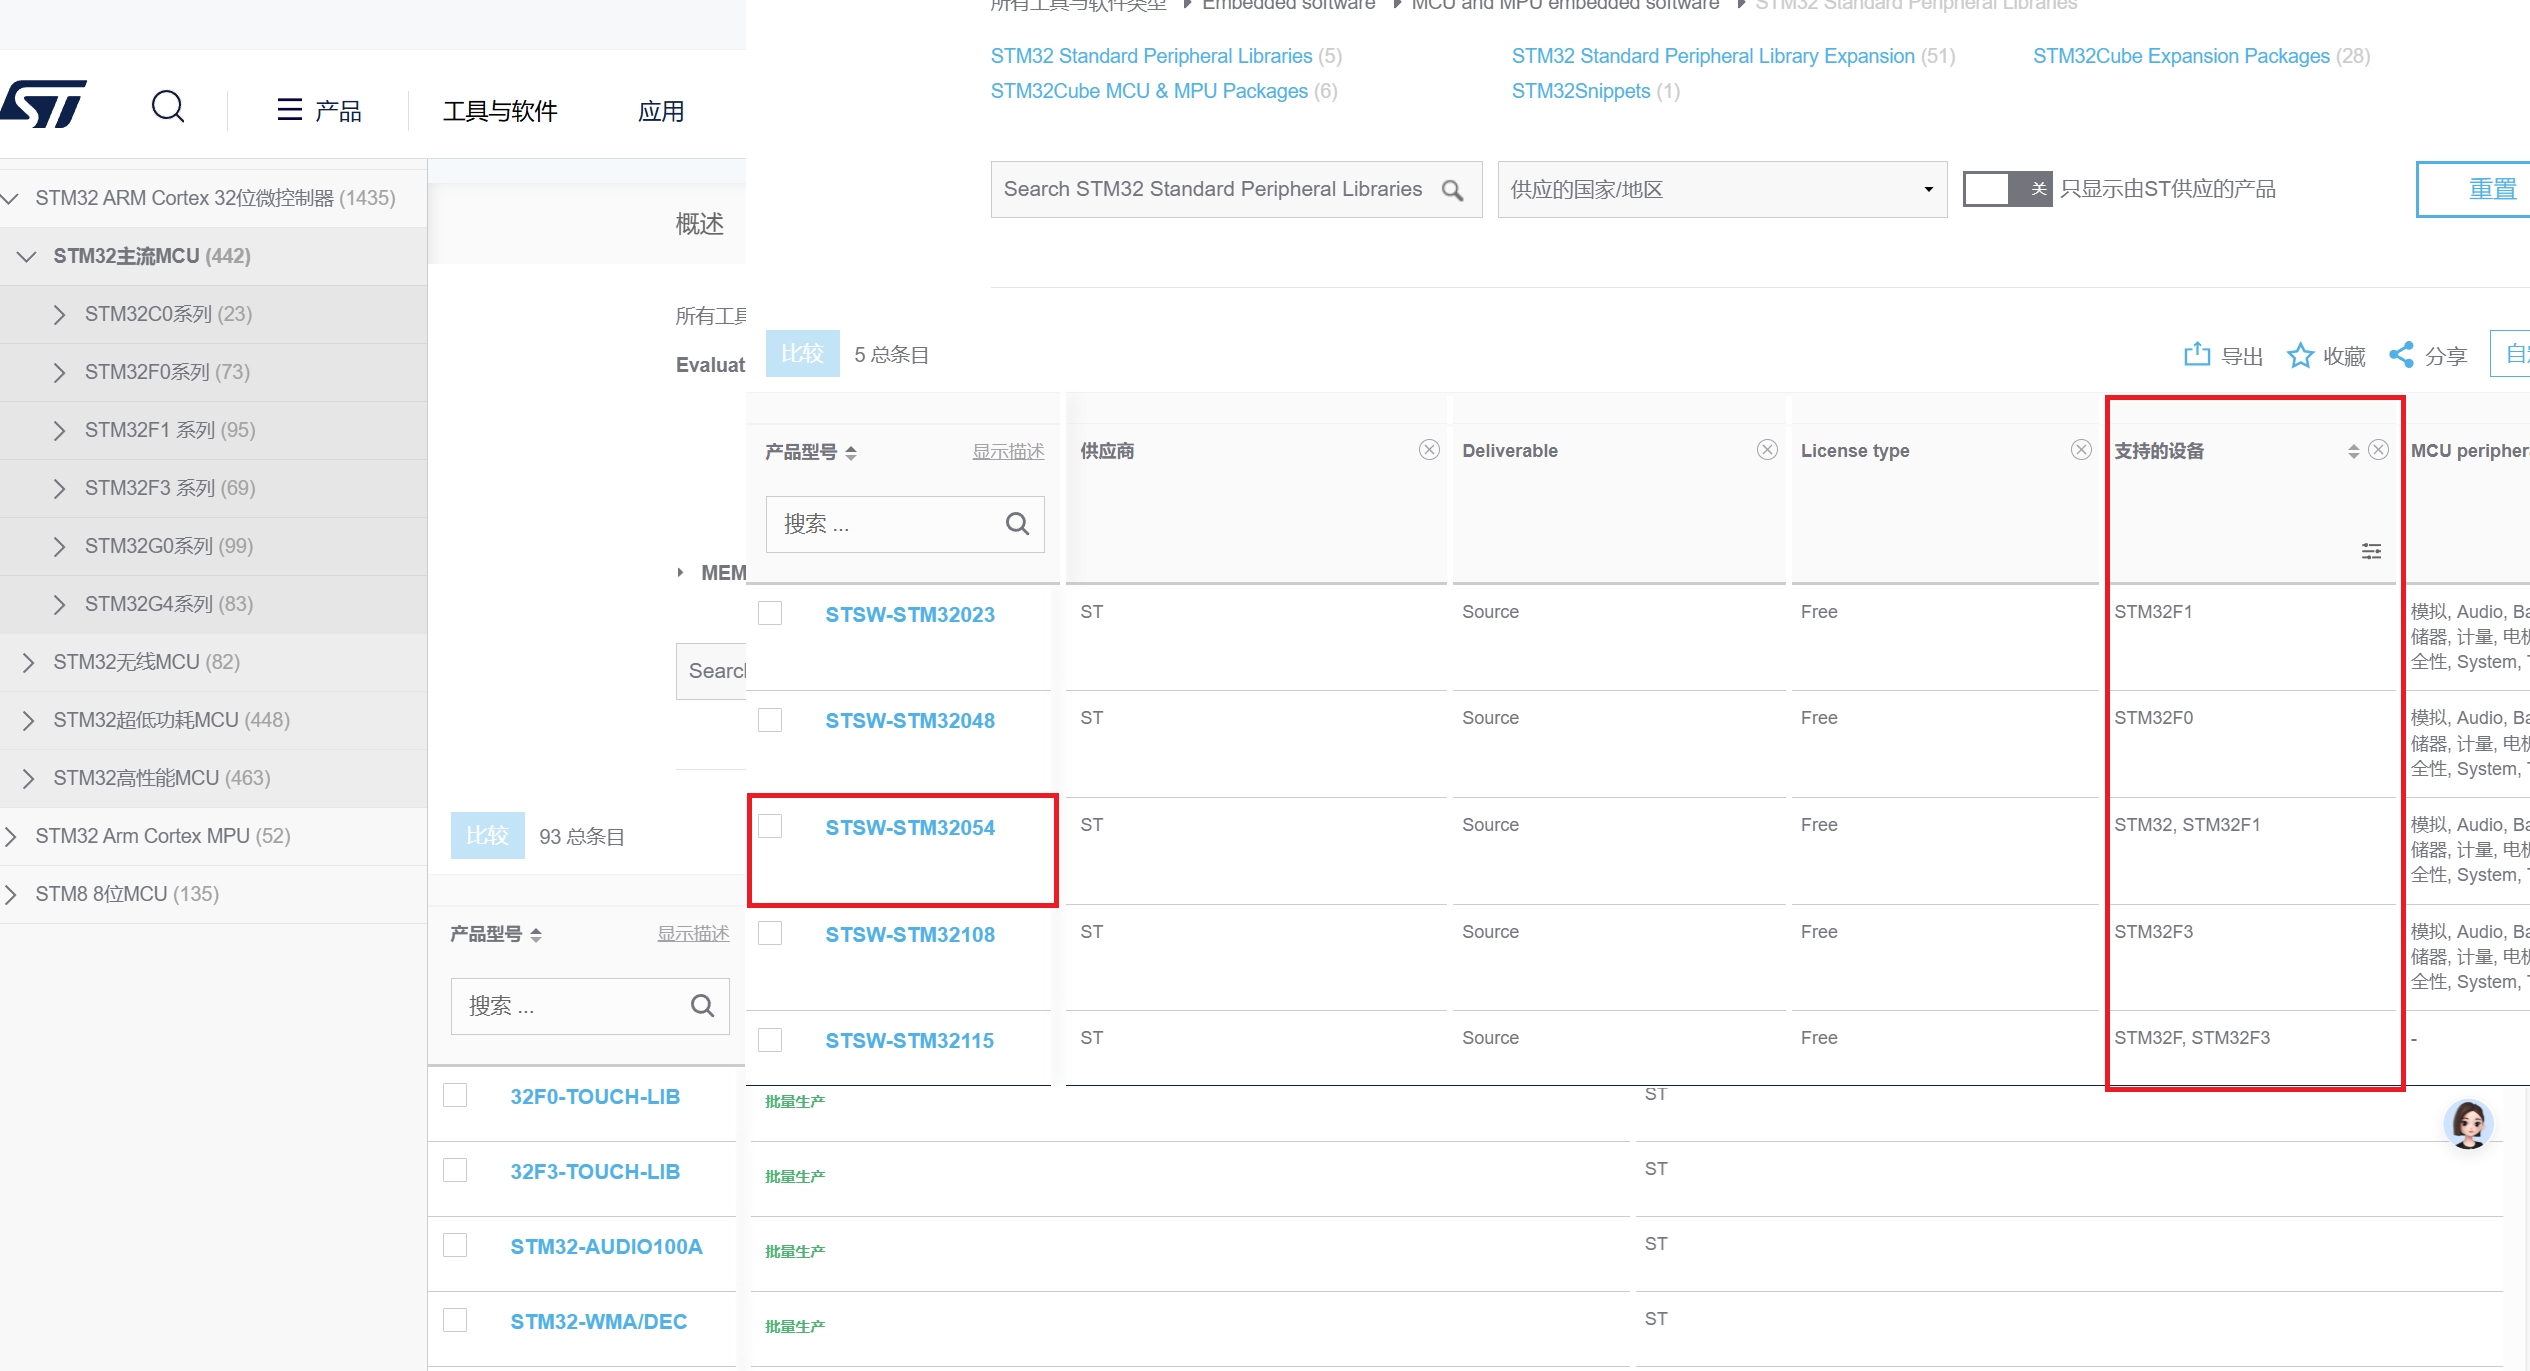 所有工具与软件类型 Embedded software MCU and MPU embedded software STM32 Standard Peripheral Libraries
STM32 Standard Peripheral Libraries (5) STM32 Standard Peripheral Library Expansion (51) STM32Cube Expansion Packages (28)
STM32Cube MCU & MPU Packages (6) STM32Snippets (1)
ST 产品 工具与软件 应用
Search STM32 Standard Peripheral Libraries 供应的国家/地区 关 只显示由ST供应的产品 重置
STM32 ARM Cortex 32位微控制器 (1435)
STM32主流MCU (442)
STM32C0系列 (23)
STM32F0系列 (73)
STM32F1 系列 (95)
STM32F3 系列 (69)
STM32G0系列 (99)
STM32G4系列 (83)
STM32无线MCU (82)
STM32超低功耗MCU (448)
STM32高性能MCU (463)
STM32 Arm Cortex MPU (52)
STM8 8位MCU (135)
概述
所有工具
Evaluat
MEM
Search
比较 93 总条目
产品型号 显示描述
搜索 ...
比较 5 总条目 导出 收藏 分享
产品型号 显示描述 供应商 Deliverable License type 支持的设备 MCU peripher
搜索 ...
STSW-STM32023 ST Source Free STM32F1 模拟, Audio, Ba
储器, 计量, 电机
全性, System, T
STSW-STM32048 ST Source Free STM32F0 模拟, Audio, Ba
储器, 计量, 电机
全性, System, T
STSW-STM32054 ST Source Free STM32, STM32F1 模拟, Audio, Ba
储器, 计量, 电机
全性, System, T
STSW-STM32108 ST Source Free STM32F3 模拟, Audio, Ba
储器, 计量, 电机
全性, System, T
STSW-STM32115 ST Source Free STM32F, STM32F3 -
32F0-TOUCH-LIB 批量生产 ST
32F3-TOUCH-LIB 批量生产 ST
STM32-AUDIO100A 批量生产 ST
STM32-WMA/DEC 批量生产 ST